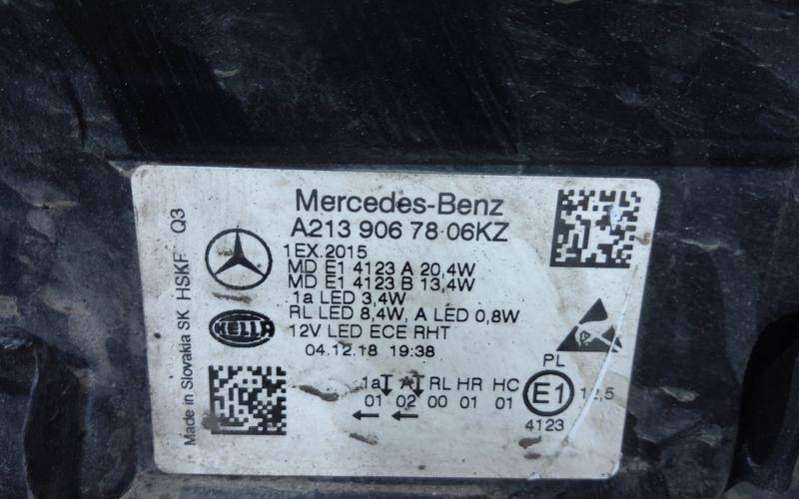 Mercedes-Benz
A213 906 78 06KZ
1EX.2015
MD E1 4123 A 20,4W
MD E1 4123 B 13,4W
1a LED 3,4W
RL LED 8,4W, A LED 0,8W
12V LED ECE RHT
04.12.18 19:38
HELLA
Made in Slovakia SK HSKF Q3
1a A RL HR HC
01 02 00 01 01
PL
E1
4123